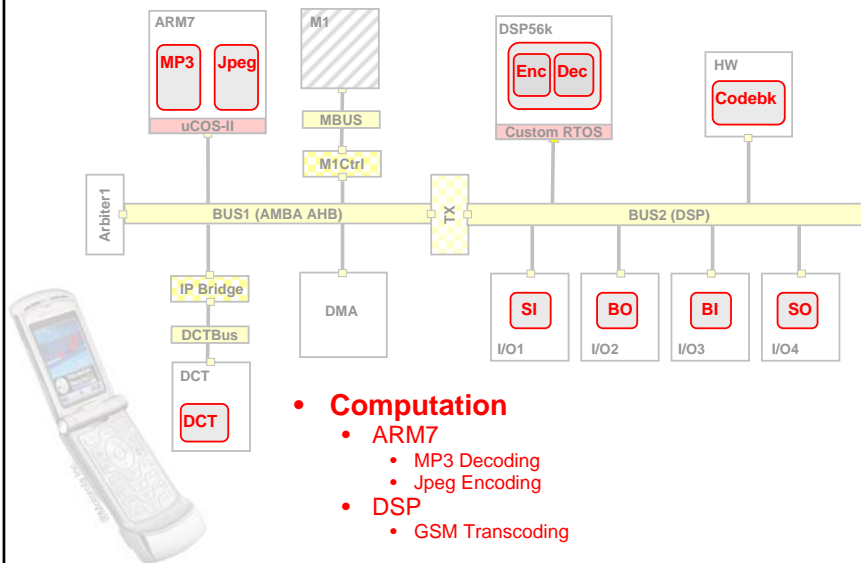 ARM7
MP3
Jpeg
uCOS-II
M1
MBUS
M1Ctrl
DSP56k
Enc
Dec
Custom RTOS
HW
Codebk
Arbiter1
BUS1 (AMBA AHB)
TX
BUS2 (DSP)
IP Bridge
DCTBus
DCT
DCT
DMA
SI
I/O1
BO
I/O2
BI
I/O3
SO
I/O4
• Computation
• ARM7
• MP3 Decoding
• Jpeg Encoding
• DSP
• GSM Transcoding